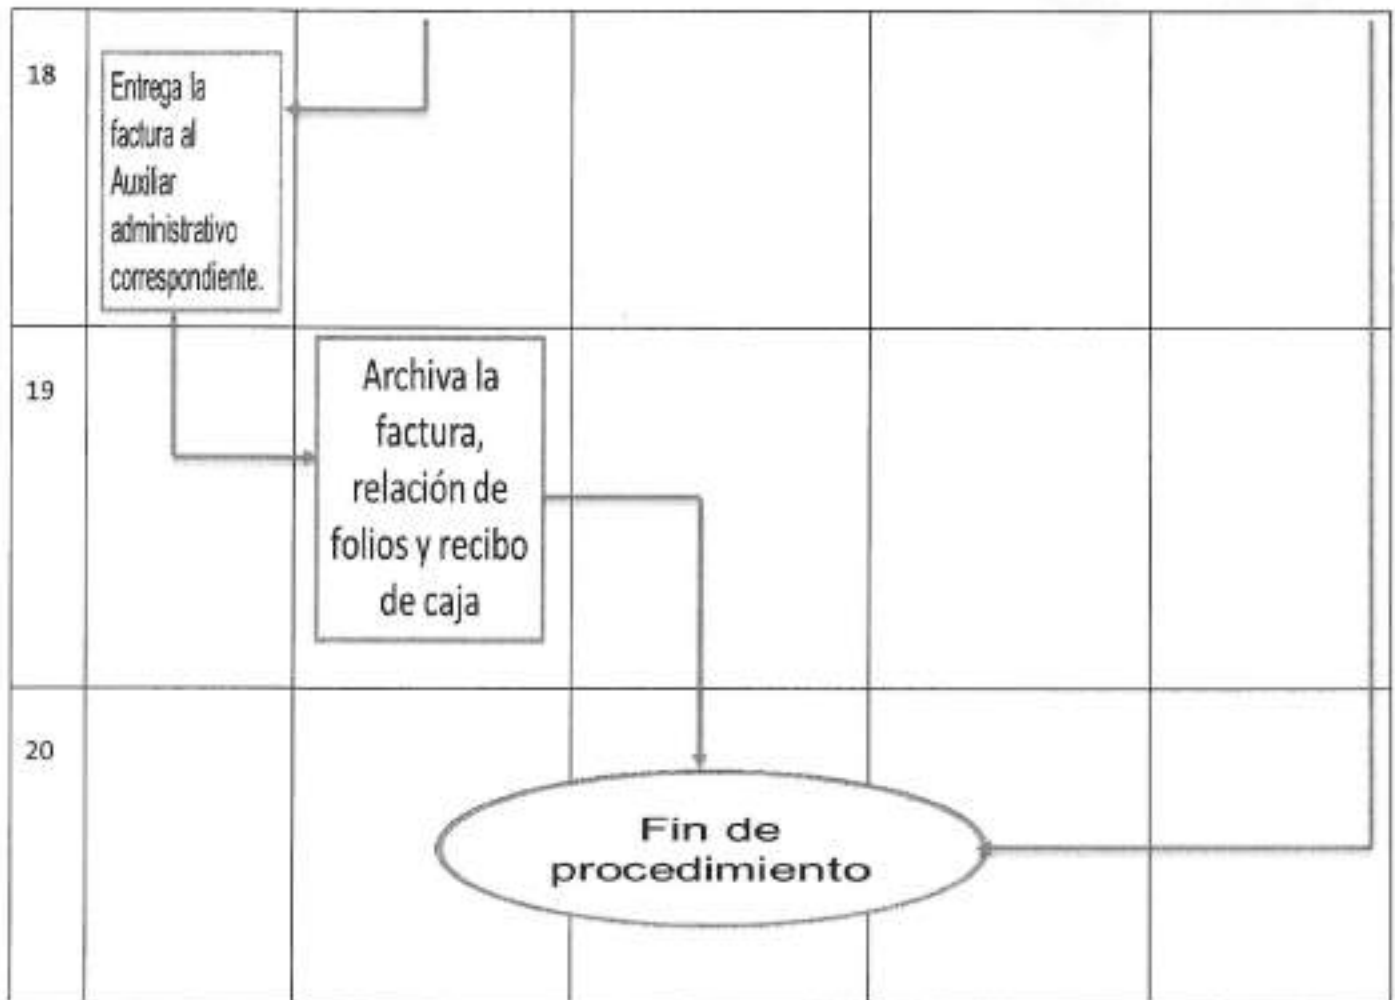 18
Entrega la
factura al
Auxiliar
administrativo
correspondiente.
19
Archiva la
factura,
relación de
folios y recibo
de caja
20
Fin de
procedimiento